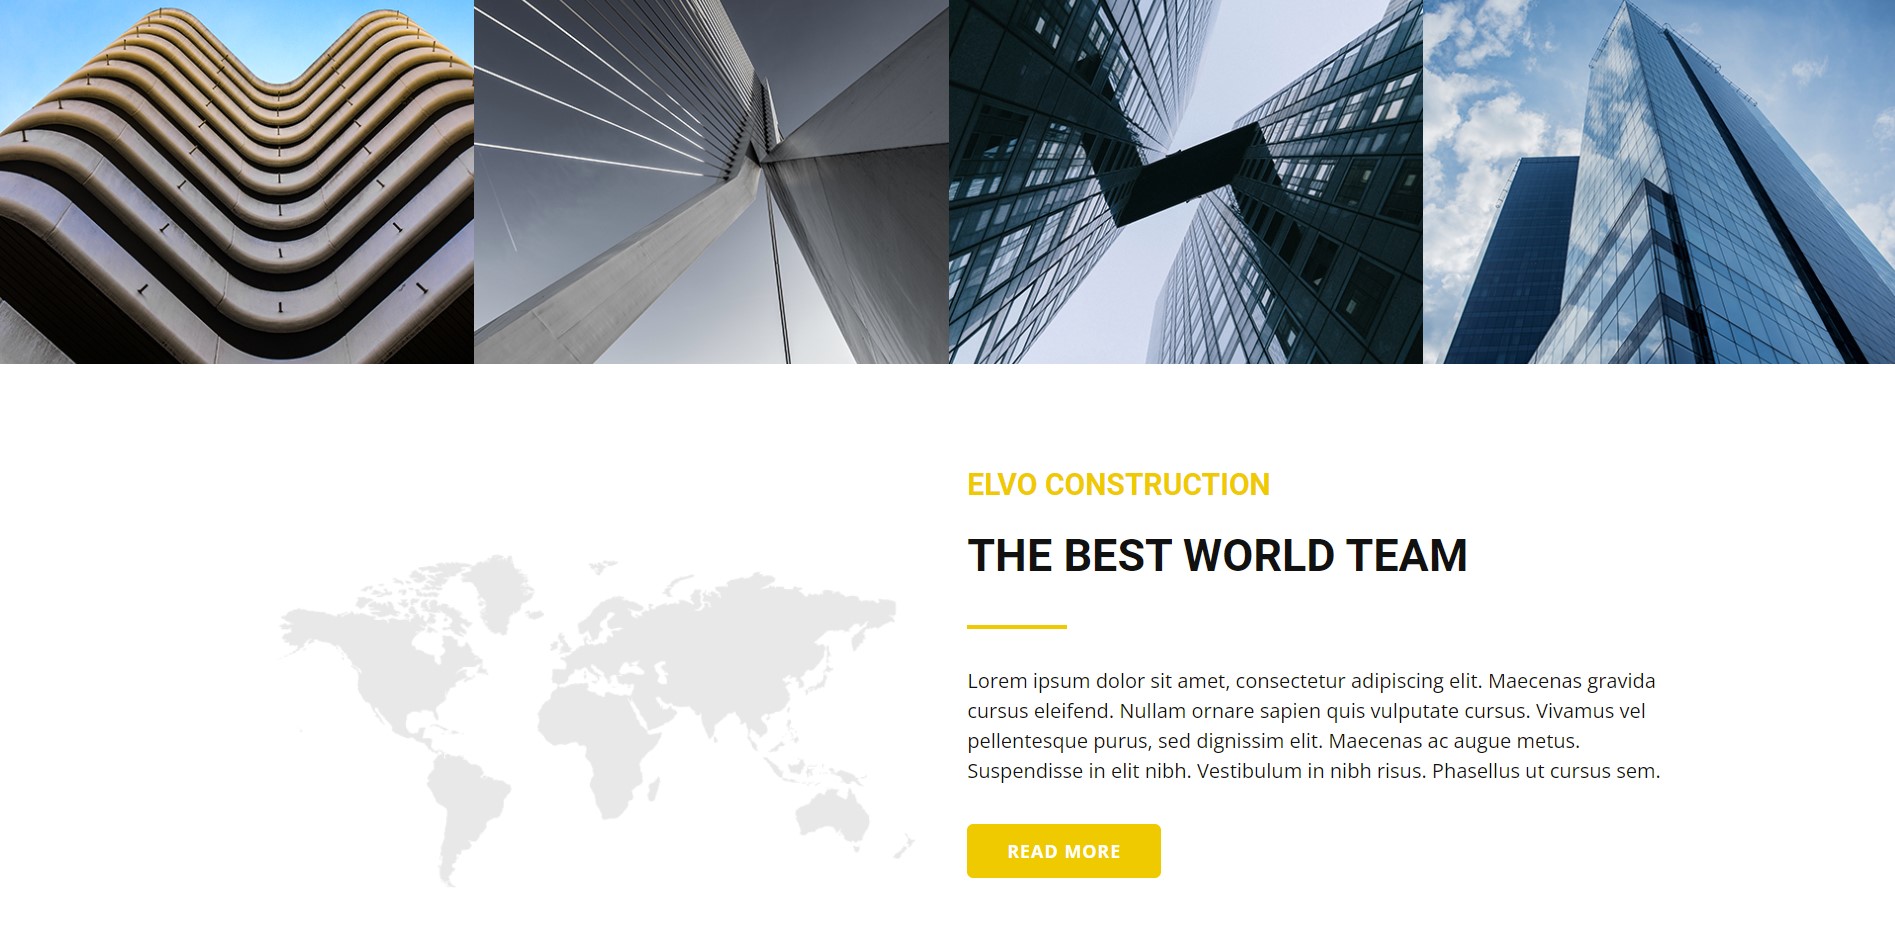 ELVO CONSTRUCTION
THE BEST WORLD TEAM
Lorem ipsum dolor sit amet, consectetur adipiscing elit. Maecenas gravida
cursus eleifend. Nullam ornare sapien quis vulputate cursus. Vivamus vel
pellentesque purus, sed dignissim elit. Maecenas ac augue metus.
Suspendisse in elit nibh. Vestibulum in nibh risus. Phasellus ut cursus sem.
READ MORE